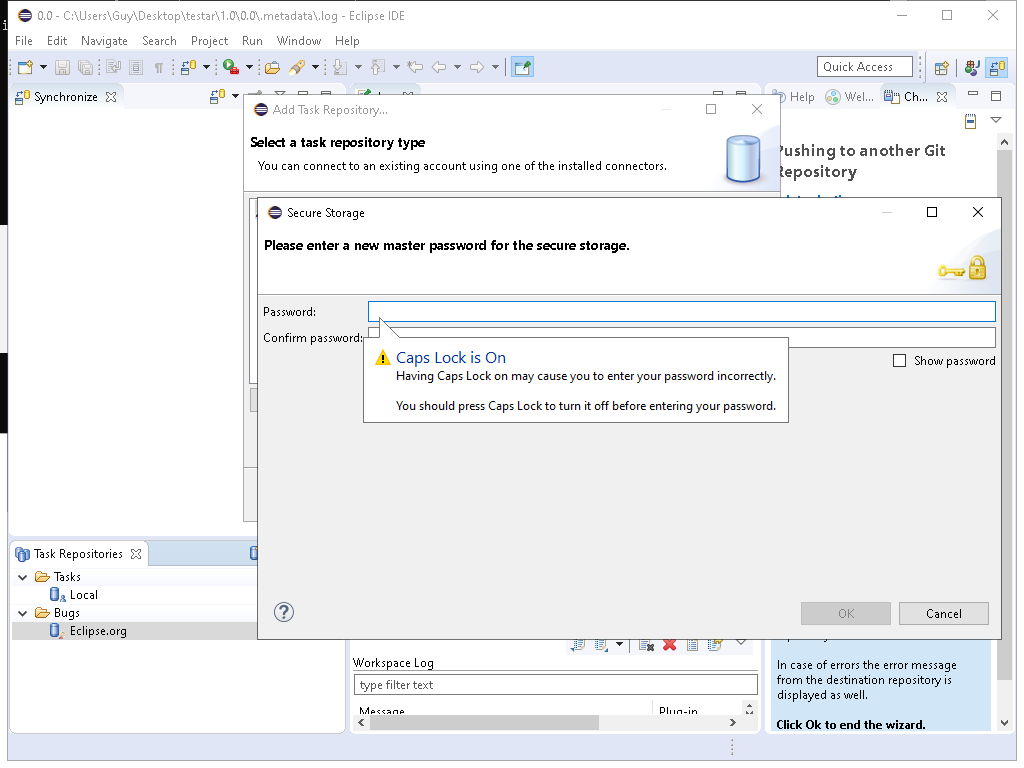 0.0 - C:\Users\Guy\Desktop\testar\1.0\0.0\.metadata\.log - Eclipse IDE
File Edit Navigate Search Project Run Window Help
Quick Access
Synchronize
Help Wel... Ch...
Add Task Repository...
Select a task repository type
You can connect to an existing account using one of the installed connectors.
Pushing to another Git
Repository
Secure Storage
Please enter a new master password for the secure storage.
Password:
Confirm password:
Show password
Caps Lock is On
Having Caps Lock on may cause you to enter your password incorrectly.
You should press Caps Lock to turn it off before entering your password.
OK Cancel
Task Repositories
Tasks
Local
Bugs
Eclipse.org
Workspace Log
type filter text
Message Plug-in
In case of errors the error message
from the destination repository is
displayed as well.
Click Ok to end the wizard.